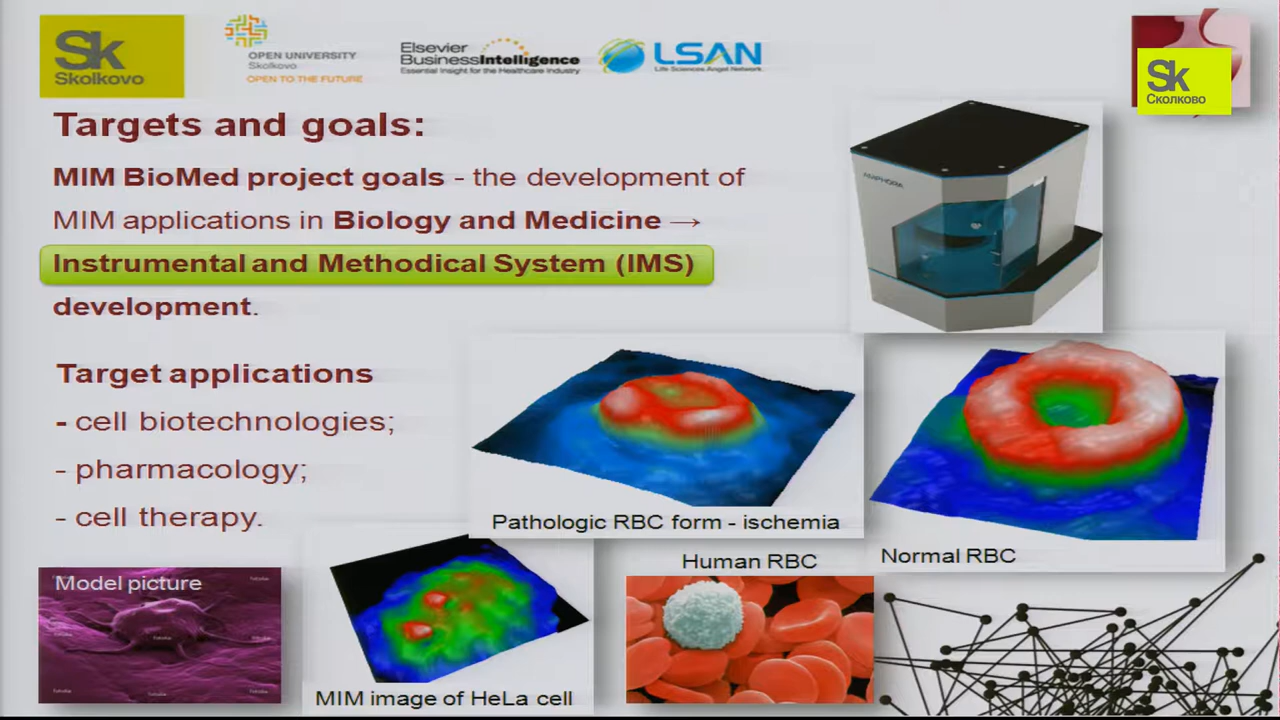 Sk
Skolkovo
OPEN UNIVERSITY
Skolkovo
OPEN TO THE FUTURE
Elsevier
BusinessIntelligence
Essential Insight for the Healthcare Industry
LSAN
Life Sciences Angel Network
Sk
Сколково
Targets and goals:
MIM BioMed project goals - the development of
MIM applications in Biology and Medicine →
Instrumental and Methodical System (IMS)
development.
Target applications
- cell biotechnologies;
- pharmacology;
- cell therapy.
Pathologic RBC form - ischemia
Normal RBC
Human RBC
Model picture
MIM image of HeLa cell